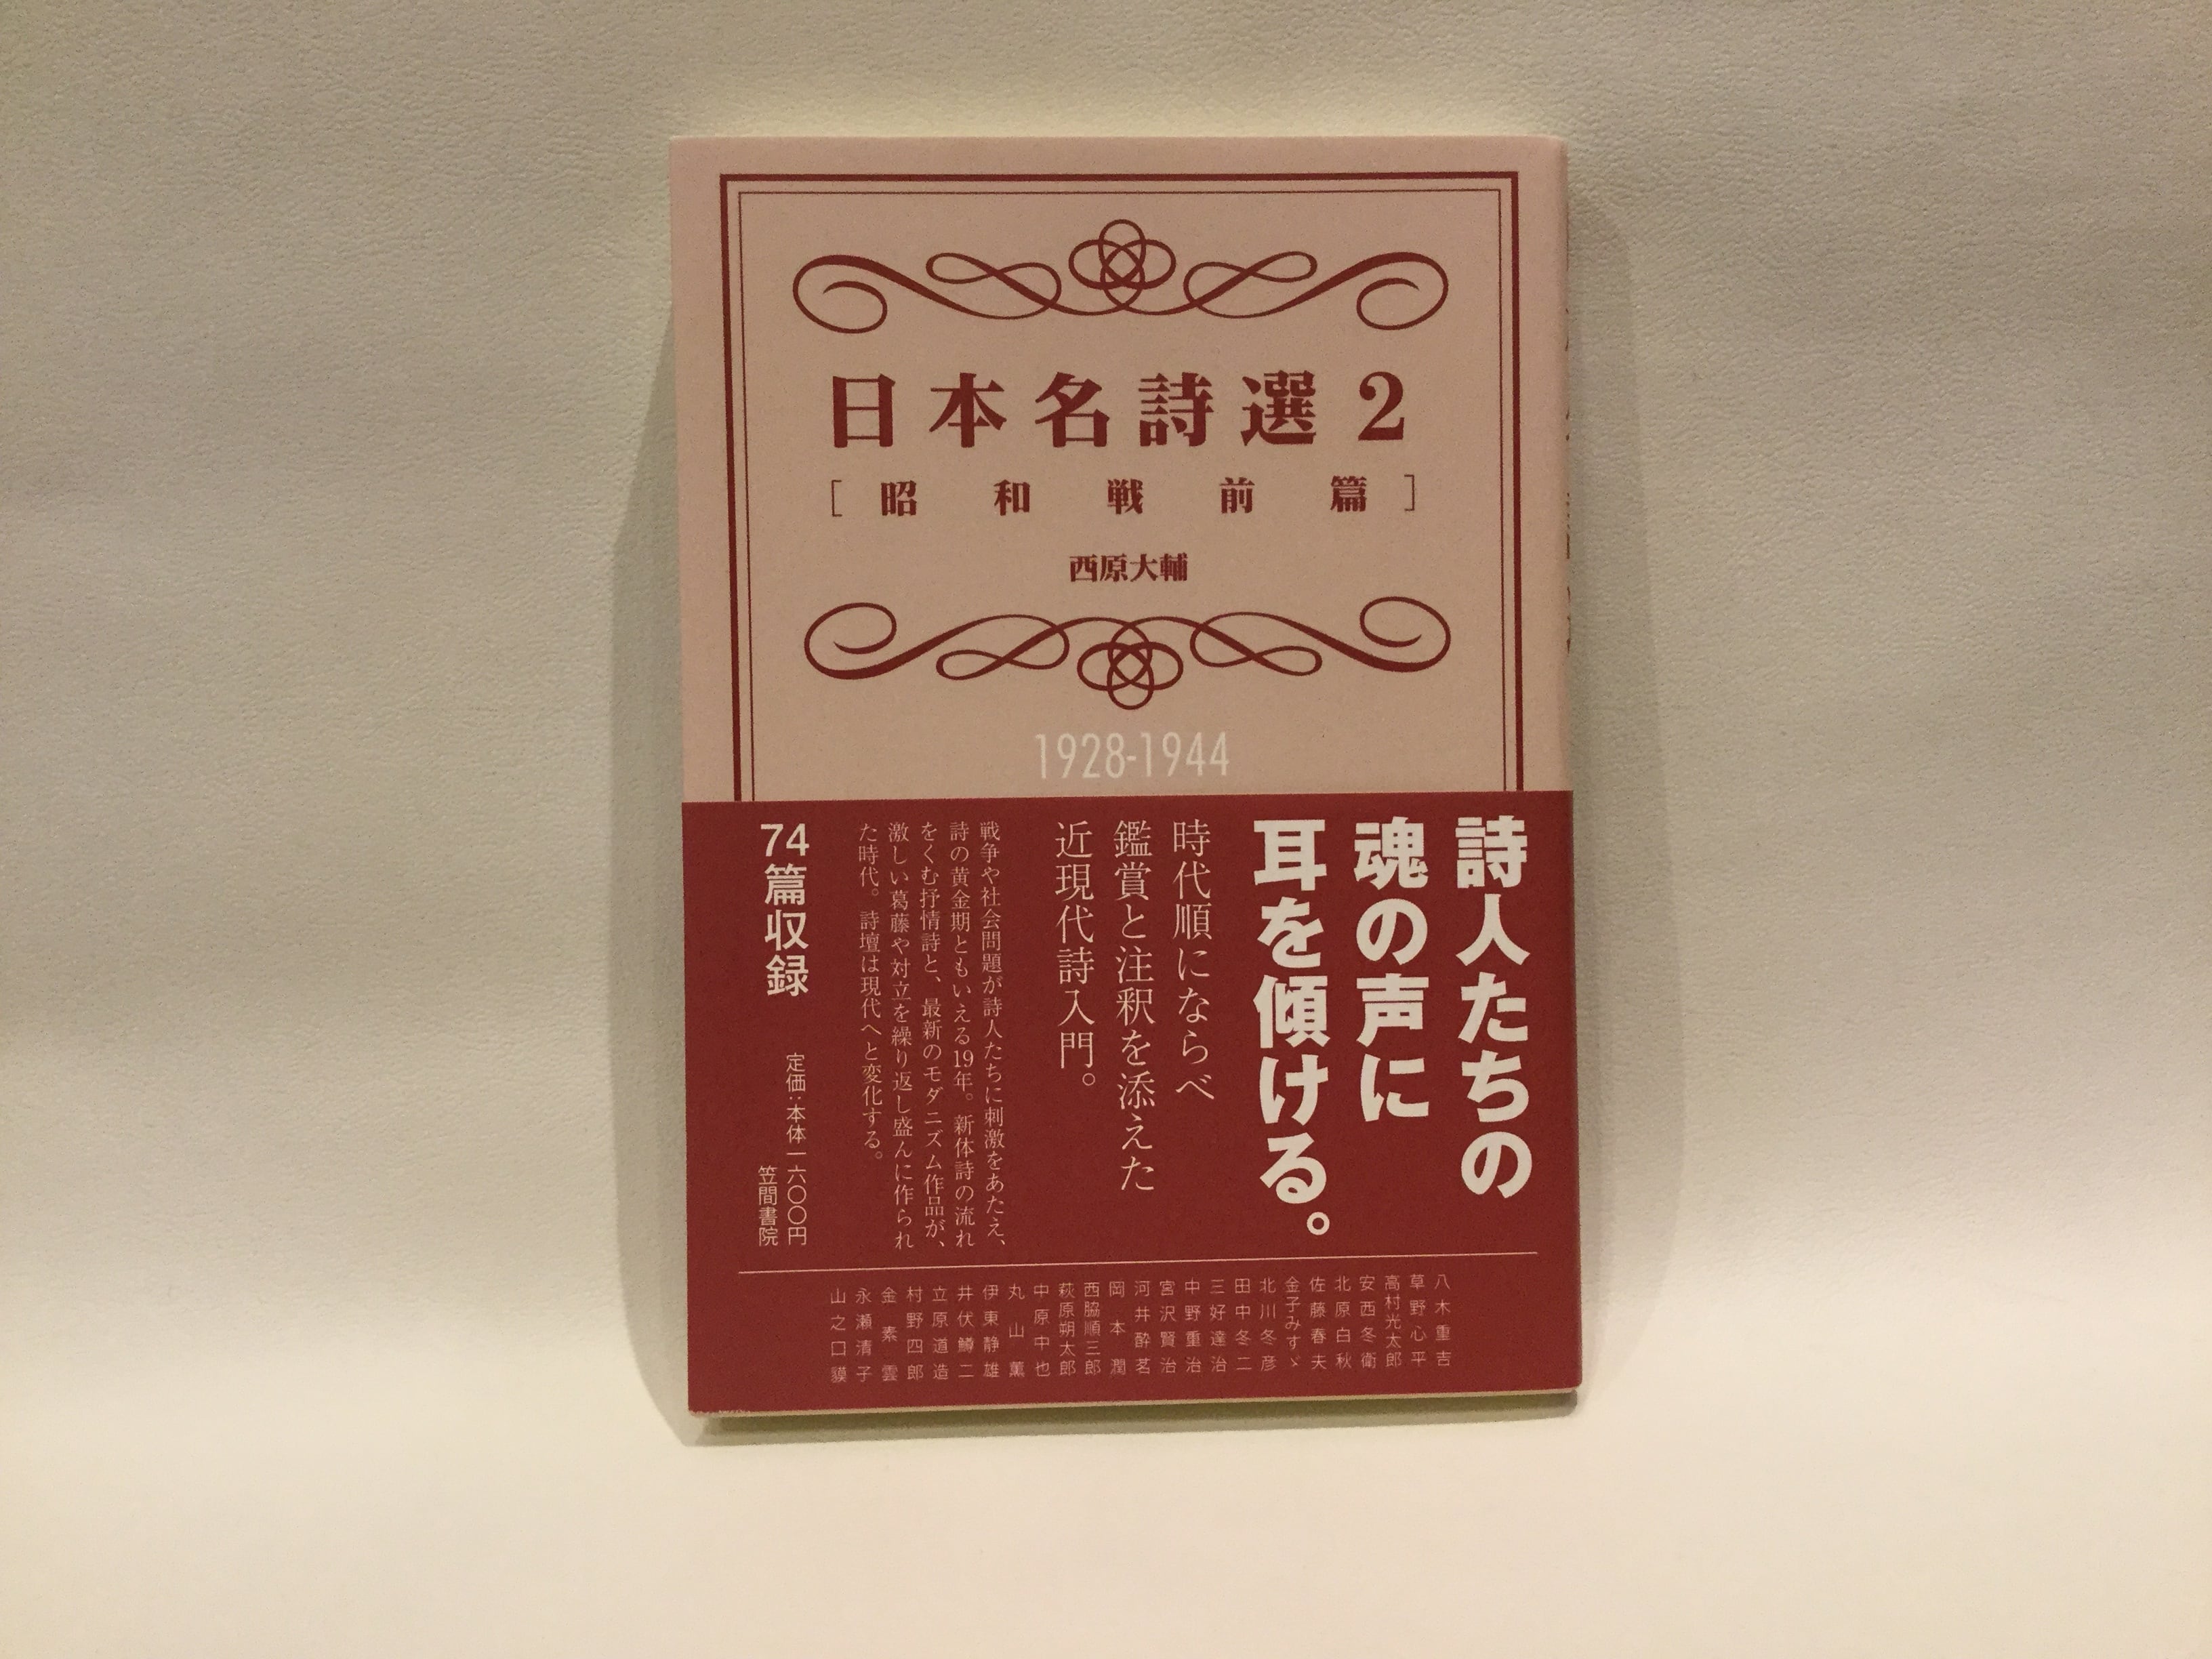 日本名詩選2
[昭和戦前篇]
西原大輔
1928-1944
詩人たちの
魂の声に
耳を傾ける。
時代順にならべ
鑑賞と注釈を添えた
近現代詩入門。
戦争や社会問題が詩人たちに刺激をあたえ、
詩の黄金期ともいえる19年。新体詩の流れ
をくむ抒情詩と、最新のモダニズム作品が、
激しい葛藤や対立を繰り返し盛んに作られ
た時代。詩壇は現代へと変化する。
74篇収録
定価:本体一六〇〇円
笠間書院
八木重吉
草野心平
高村光太郎
安西冬衛
北原白秋
佐藤春夫
金子みすゞ
北川冬彦
田中冬二
三好達治
中野重治
宮沢賢治
河井酔茗
岡本潤
西脇順三郎
萩原朔太郎
中原中也
丸山薫
伊東静雄
井伏鱒二
立原道造
村野四郎
金素雲
永瀬清子
山之口貘